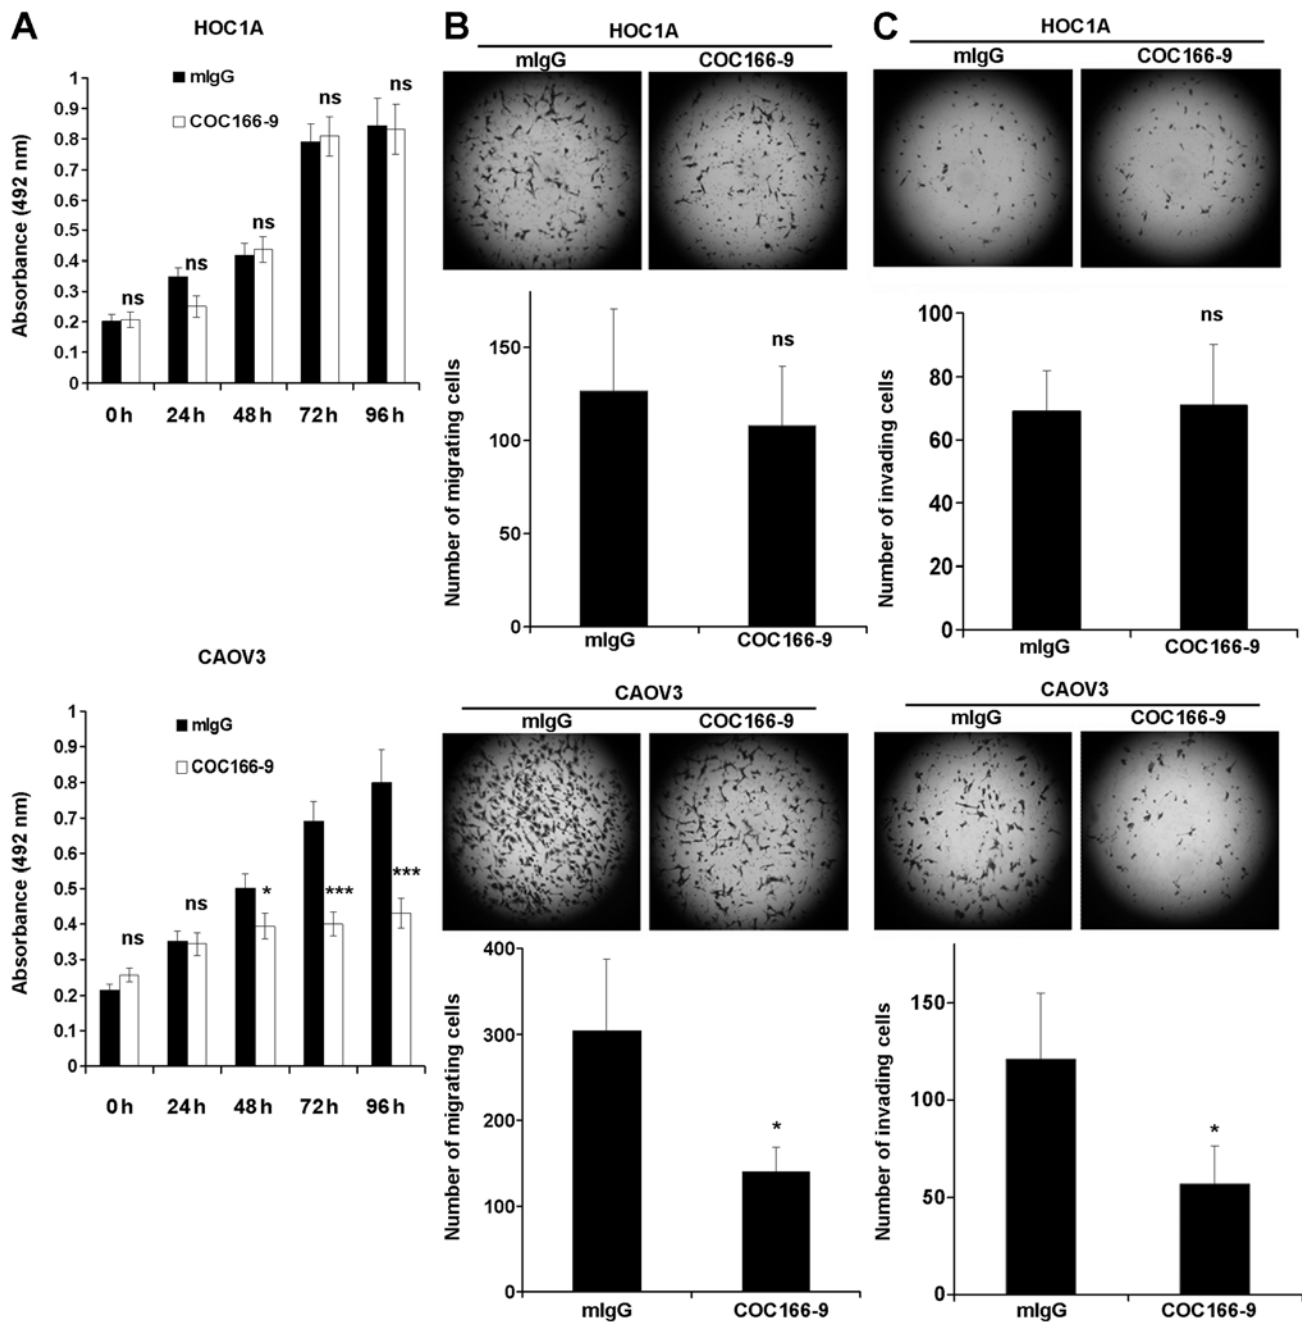 A
HOC1A
mIgG
COC166-9
Absorbance (492 nm)
1
0.9
0.8
0.7
0.6
0.5
0.4
0.3
0.2
0.1
0
ns
ns
ns
ns
ns
0 h
24 h
48 h
72 h
96 h
CAOV3
mIgG
COC166-9
Absorbance (492 nm)
1
0.9
0.8
0.7
0.6
0.5
0.4
0.3
0.2
0.1
0
ns
ns
*
***
***
0 h
24 h
48 h
72 h
96 h
B
HOC1A
mIgG COC166-9
Number of migrating cells
150
100
50
0
ns
mIgG COC166-9
CAOV3
mIgG COC166-9
Number of migrating cells
400
300
200
100
0
*
mIgG COC166-9
C
HOC1A
mIgG COC166-9
Number of invading cells
100
80
60
40
20
0
ns
mIgG COC166-9
CAOV3
mIgG COC166-9
Number of invading cells
150
100
50
0
*
mIgG COC166-9